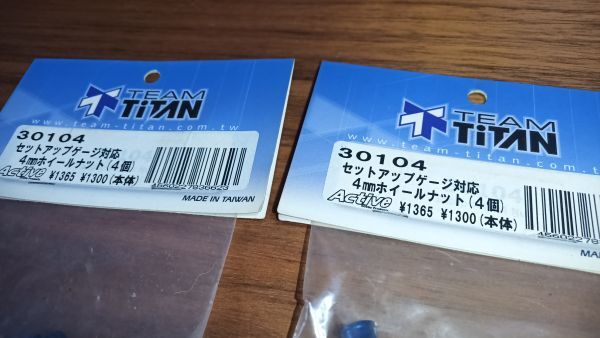 TEAM
TiTAN
www.team-titan.com.tw
30104
セットアップゲージ対応
4mmホイールナット(4個)
Active ¥1365 ¥1300(本体)
MADE IN TAIWAN
TEAM
TiTAN
www.team-titan.com.tw
30104
セットアップゲージ対応
4mmホイールナット(4個)
Active ¥1365 ¥1300(本体)